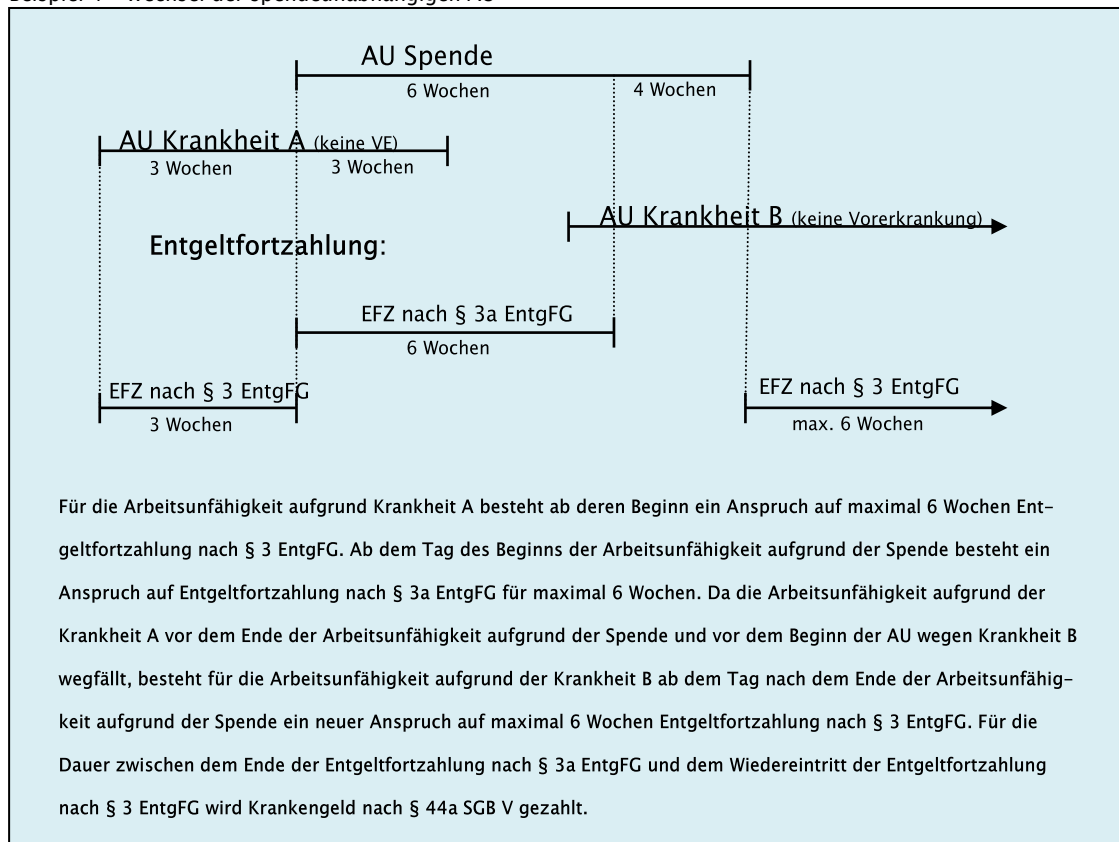 AU Spende
6 Wochen
4 Wochen
AU Krankheit A (keine VE)
3 Wochen
3 Wochen
AU Krankheit B (keine Vorerkrankung)
Entgeltfortzahlung:
EFZ nach § 3a EntgFG
6 Wochen
EFZ nach § 3 EntgFG
3 Wochen
EFZ nach § 3 EntgFG
max. 6 Wochen
Für die Arbeitsunfähigkeit aufgrund Krankheit A besteht ab deren Beginn ein Anspruch auf maximal 6 Wochen Ent-
geltfortzahlung nach § 3 EntgFG. Ab dem Tag des Beginns der Arbeitsunfähigkeit aufgrund der Spende besteht ein
Anspruch auf Entgeltfortzahlung nach § 3a EntgFG für maximal 6 Wochen. Da die Arbeitsunfähigkeit aufgrund der
Krankheit A vor dem Ende der Arbeitsunfähigkeit aufgrund der Spende und vor dem Beginn der AU wegen Krankheit B
wegfällt, besteht für die Arbeitsunfähigkeit aufgrund der Krankheit B ab dem Tag nach dem Ende der Arbeitsunfähig-
keit aufgrund der Spende ein neuer Anspruch auf maximal 6 Wochen Entgeltfortzahlung nach § 3 EntgFG. Für die
Dauer zwischen dem Ende der Entgeltfortzahlung nach § 3a EntgFG und dem Wiedereintritt der Entgeltfortzahlung
nach § 3 EntgFG wird Krankengeld nach § 44a SGB V gezahlt.